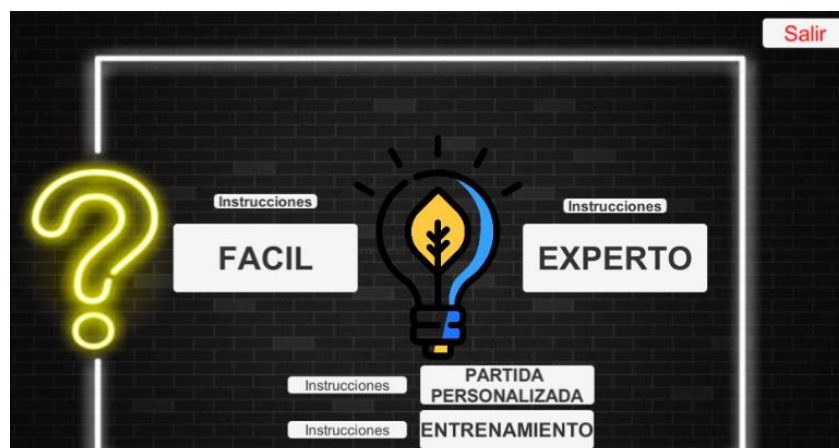 Salir
Instrucciones
Instrucciones
FACIL
EXPERTO
Instrucciones
PARTIDA
PERSONALIZADA
Instrucciones
ENTRENAMIENTO